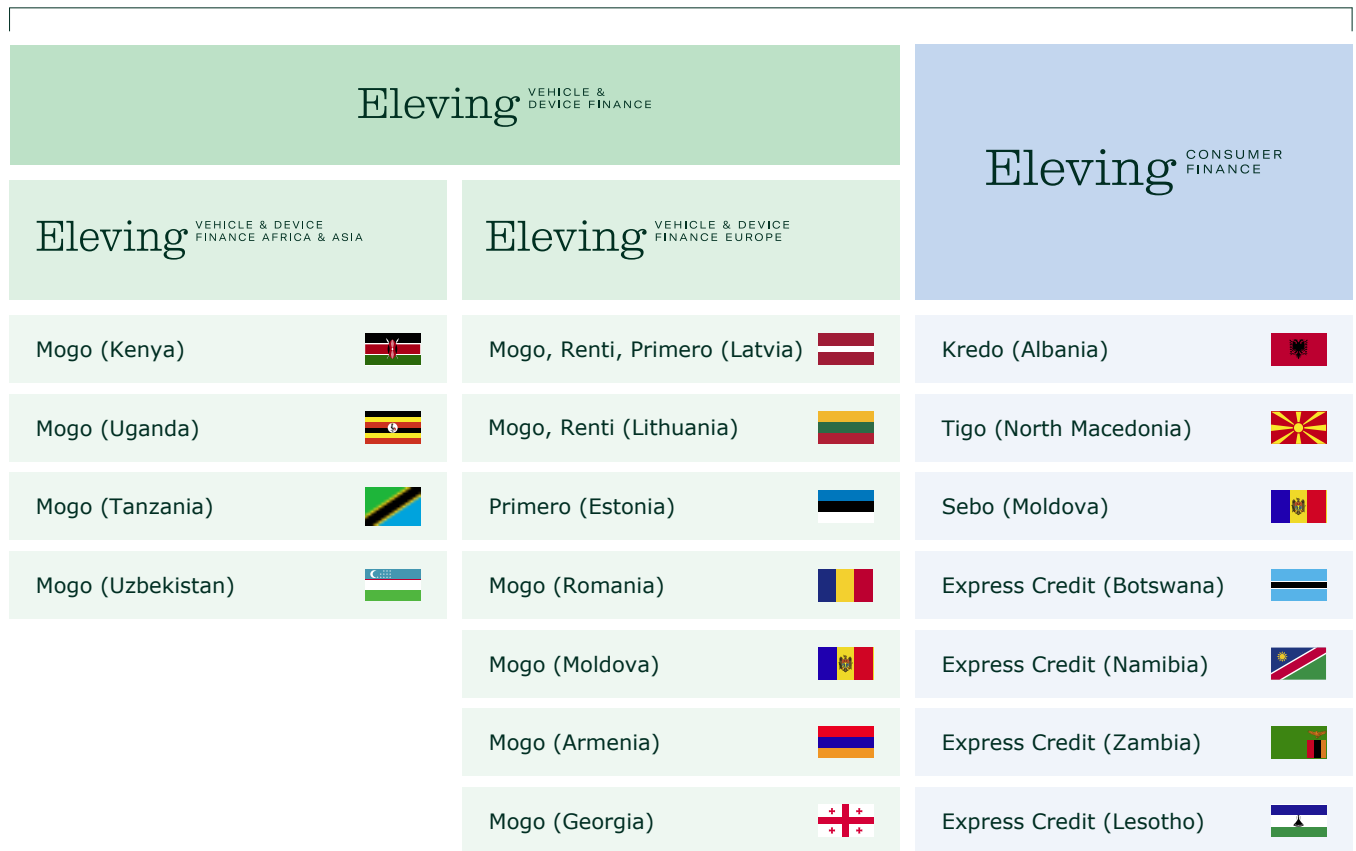 Eleving VEHICLE &
DEVICE FINANCE
Eleving CONSUMER
FINANCE
Eleving VEHICLE & DEVICE
FINANCE AFRICA & ASIA
Eleving VEHICLE & DEVICE
FINANCE EUROPE
Mogo (Kenya)
Mogo (Uganda)
Mogo (Tanzania)
Mogo (Uzbekistan)
Mogo, Renti, Primero (Latvia)
Mogo, Renti (Lithuania)
Primero (Estonia)
Mogo (Romania)
Mogo (Moldova)
Mogo (Armenia)
Mogo (Georgia)
Kredo (Albania)
Tigo (North Macedonia)
Sebo (Moldova)
Express Credit (Botswana)
Express Credit (Namibia)
Express Credit (Zambia)
Express Credit (Lesotho)